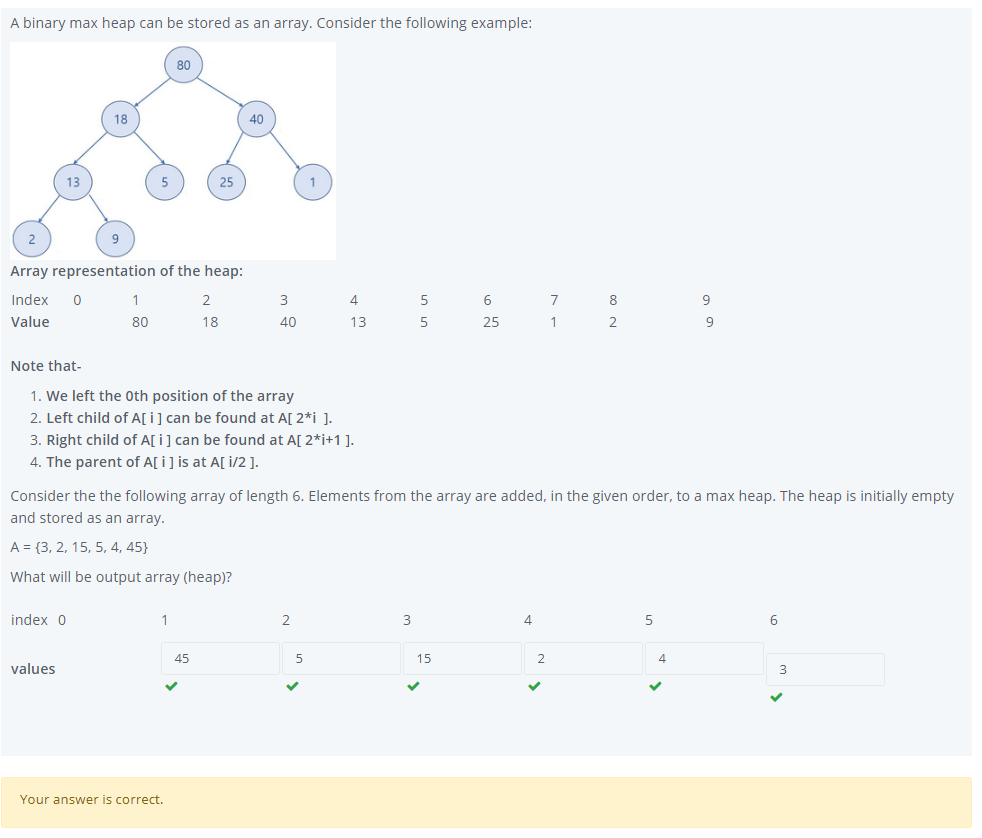 A binary max heap can be stored as an array. Consider the following example:
80
18 40
13 5 25 1
2 9
Array representation of the heap:
Index 0 1 2 3 4 5 6 7 8 9
Value 80 18 40 13 5 25 1 2 9
Note that-
1. We left the 0th position of the array
2. Left child of A[ i ] can be found at A[ 2*i ].
3. Right child of A[ i ] can be found at A[ 2*i+1 ].
4. The parent of A[ i ] is at A[ i/2 ].
Consider the the following array of length 6. Elements from the array are added, in the given order, to a max heap. The heap is initially empty
and stored as an array.
A = {3, 2, 15, 5, 4, 45}
What will be output array (heap)?
index 0 1 2 3 4 5 6
values 45 5 15 2 4 3
Your answer is correct.